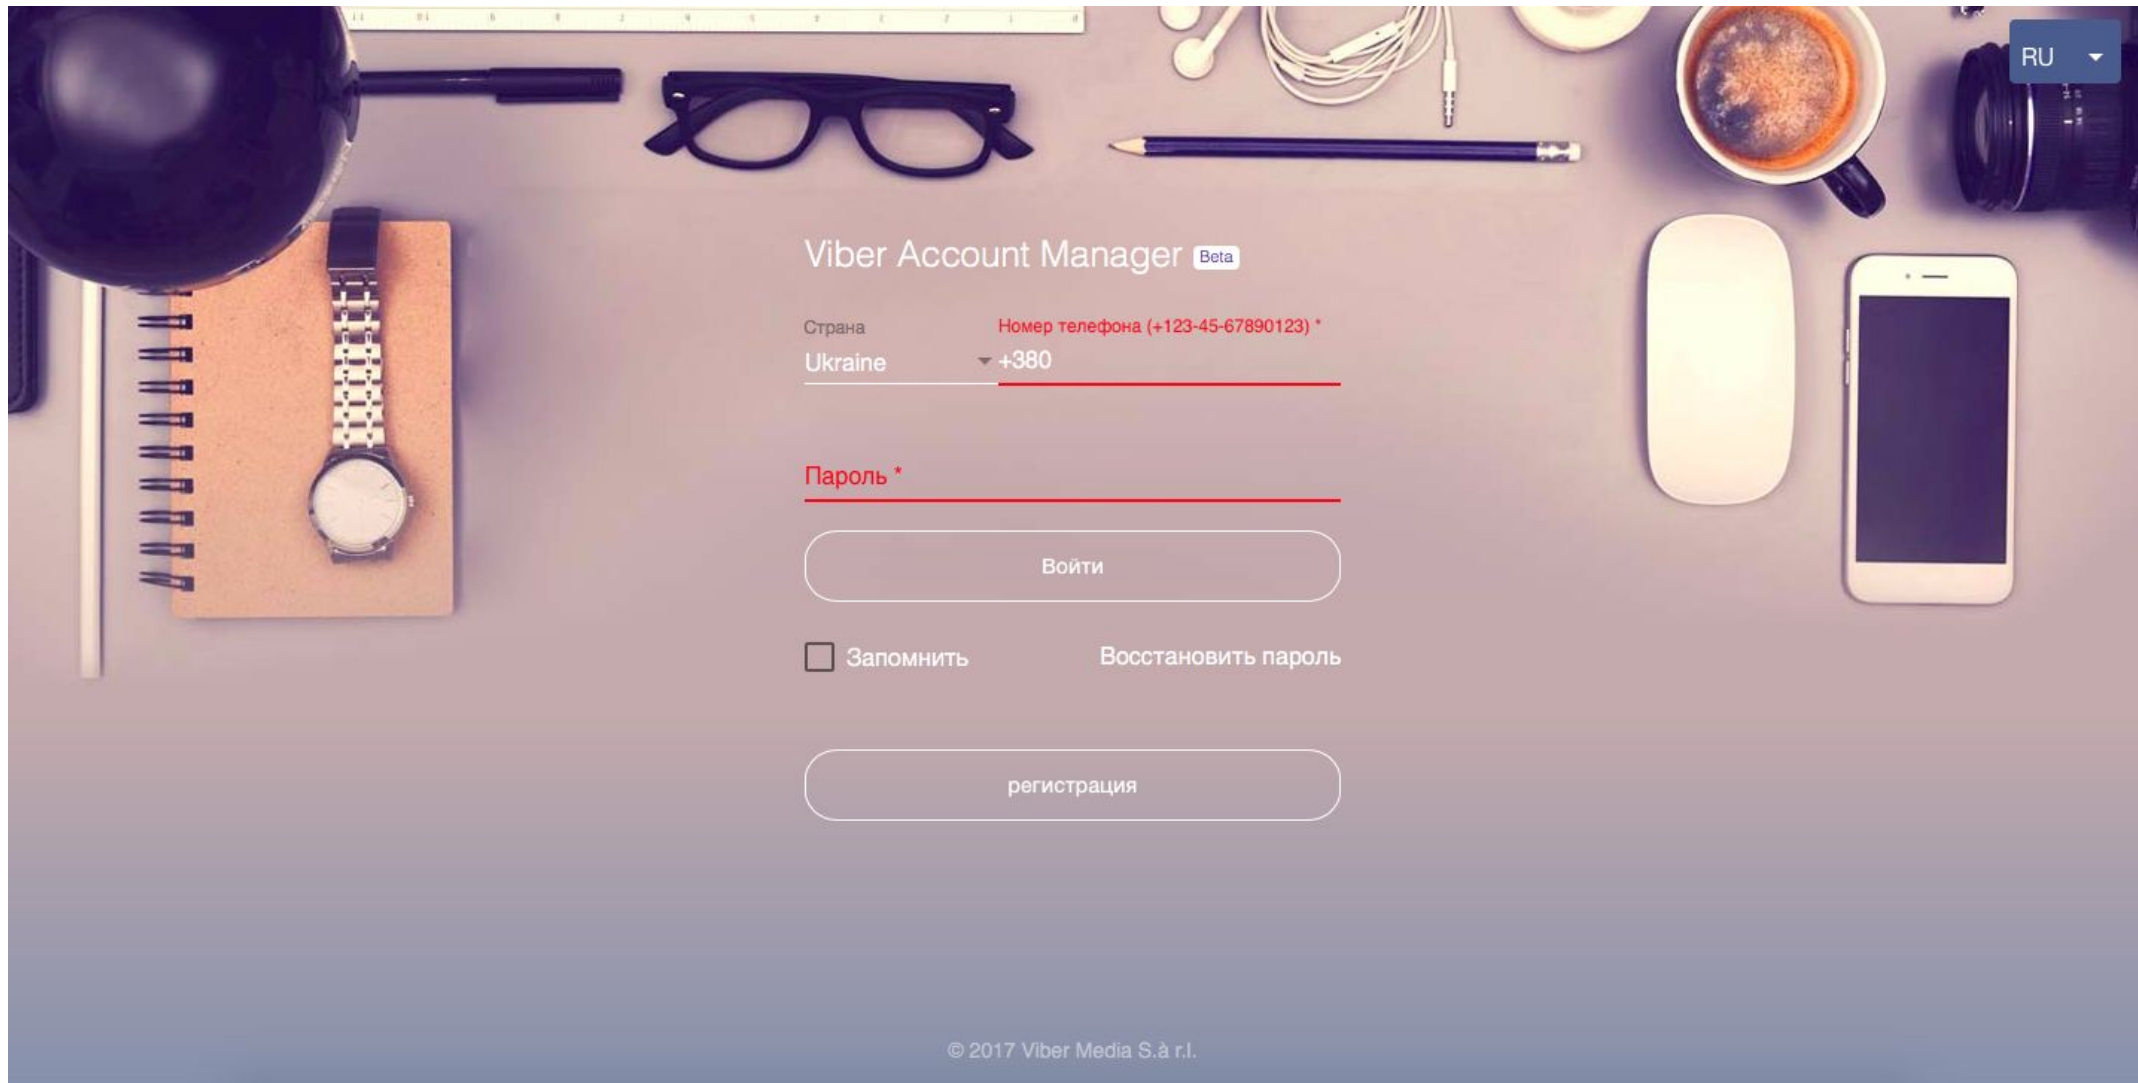 RU
Viber Account Manager Beta
Страна
Номер телефона (+123-45-67890123) *
Ukraine
+380
Пароль *
Войти
Запомнить
Восстановить пароль
регистрация
© 2017 Viber Media S.à r.l.